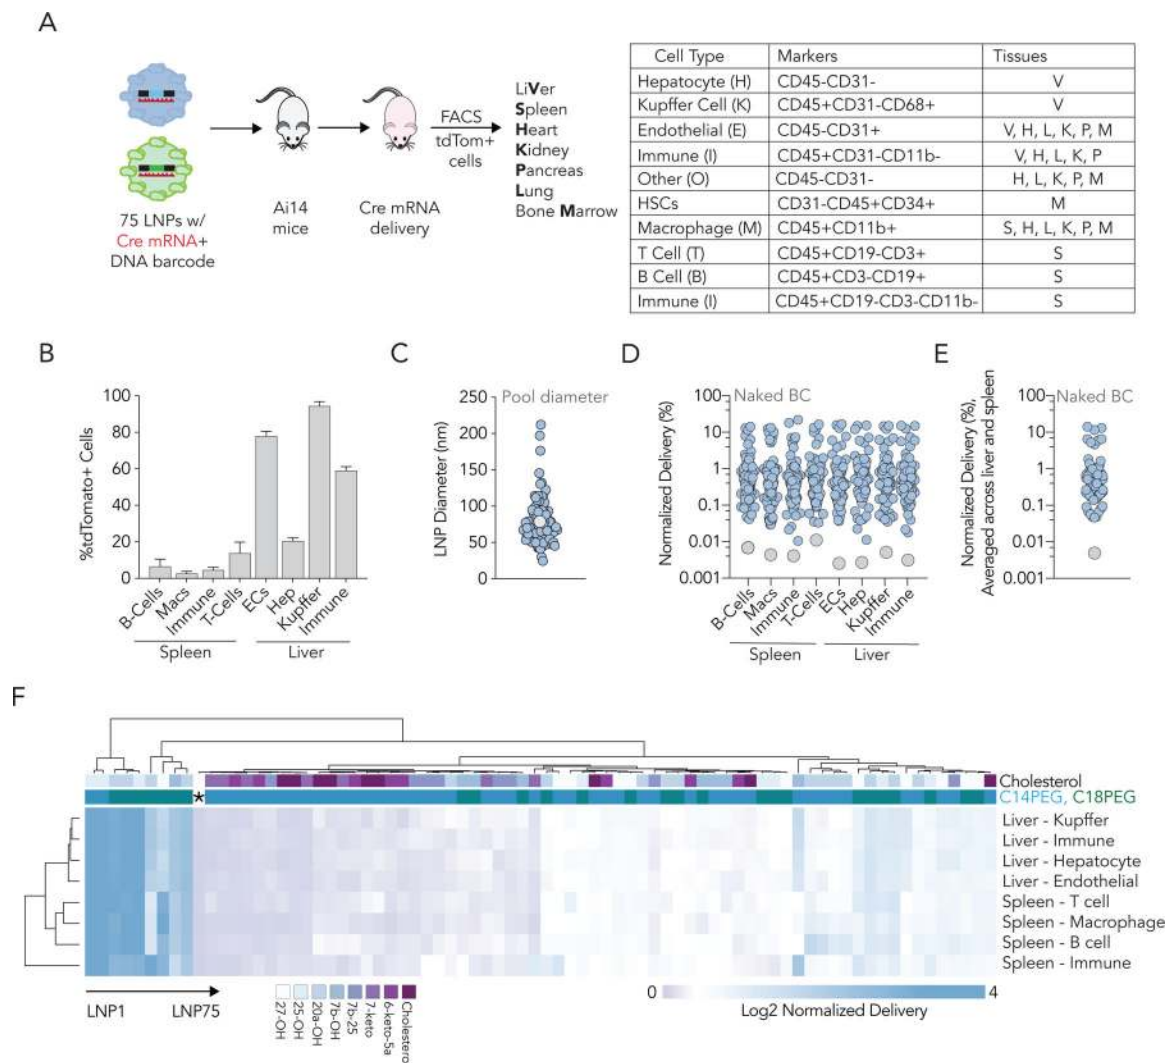 A
75 LNPs w/
Cre mRNA+
DNA barcode
Ai14
mice
Cre mRNA
delivery
FACS
tdTom+
cells
LiVer
Spleen
Heart
Kidney
Pancreas
Lung
Bone Marrow
Cell Type Markers Tissues
Hepatocyte (H) CD45-CD31- V
Kupffer Cell (K) CD45+CD31-CD68+ V
Endothelial (E) CD45-CD31+ V, H, L, K, P, M
Immune (I) CD45+CD31-CD11b- V, H, L, K, P
Other (O) CD45-CD31- H, L, K, P, M
HSCs CD31-CD45+CD34+ M
Macrophage (M) CD45+CD11b+ S, H, L, K, P, M
T Cell (T) CD45+CD19-CD3+ S
B Cell (B) CD45+CD3-CD19+ S
Immune (I) CD45+CD19-CD3-CD11b- S
B
%tdTomato+ Cells
100
80
60
40
20
0
B-Cells
Macs
Immune
T-Cells
ECs
Hep
Kupffer
Immune
Spleen
Liver
C
Pool diameter
LNP Diameter (nm)
250
200
150
100
50
0
D
Naked BC
Normalized Delivery (%)
100
10
1
0.1
0.01
0.001
B-Cells
Macs
Immune
T-Cells
ECs
Hep
Kupffer
Immune
Spleen
Liver
E
Naked BC
Normalized Delivery (%),
Averaged across liver and spleen
100
10
1
0.1
0.01
0.001
F
Cholesterol
*
C14PEG, C18PEG
Liver - Kupffer
Liver - Immune
Liver - Hepatocyte
Liver - Endothelial
Spleen - T cell
Spleen - Macrophage
Spleen - B cell
Spleen - Immune
LNP1 LNP75
27-OH
25-OH
20a-OH
7b-OH
7b-25
7-keto
6-keto-5a
Cholesterol
0 4
Log2 Normalized Delivery